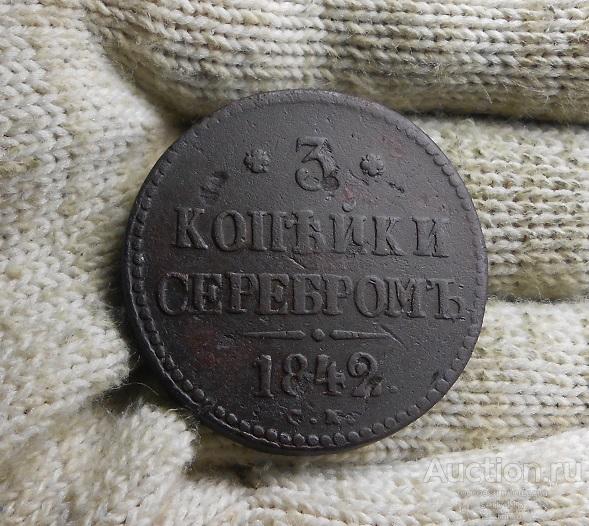 3
КОПѢЙКИ
СЕРЕБРОМЪ
1842.
Auction.ru